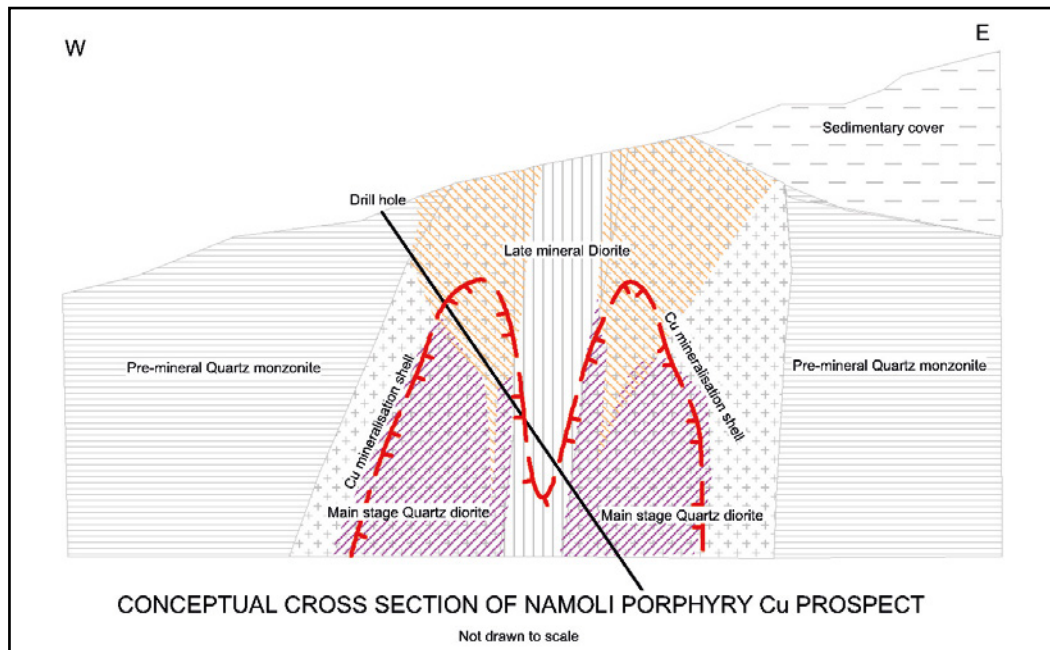 W
E
Sedimentary cover
Drill hole
Late mineral Diorite
Pre-mineral Quartz monzonite
Cu mineralisation shell
Cu mineralisation shell
Pre-mineral Quartz monzonite
Main stage Quartz diorite
Main stage Quartz diorite
CONCEPTUAL CROSS SECTION OF NAMOLI PORPHYRY Cu PROSPECT
Not drawn to scale